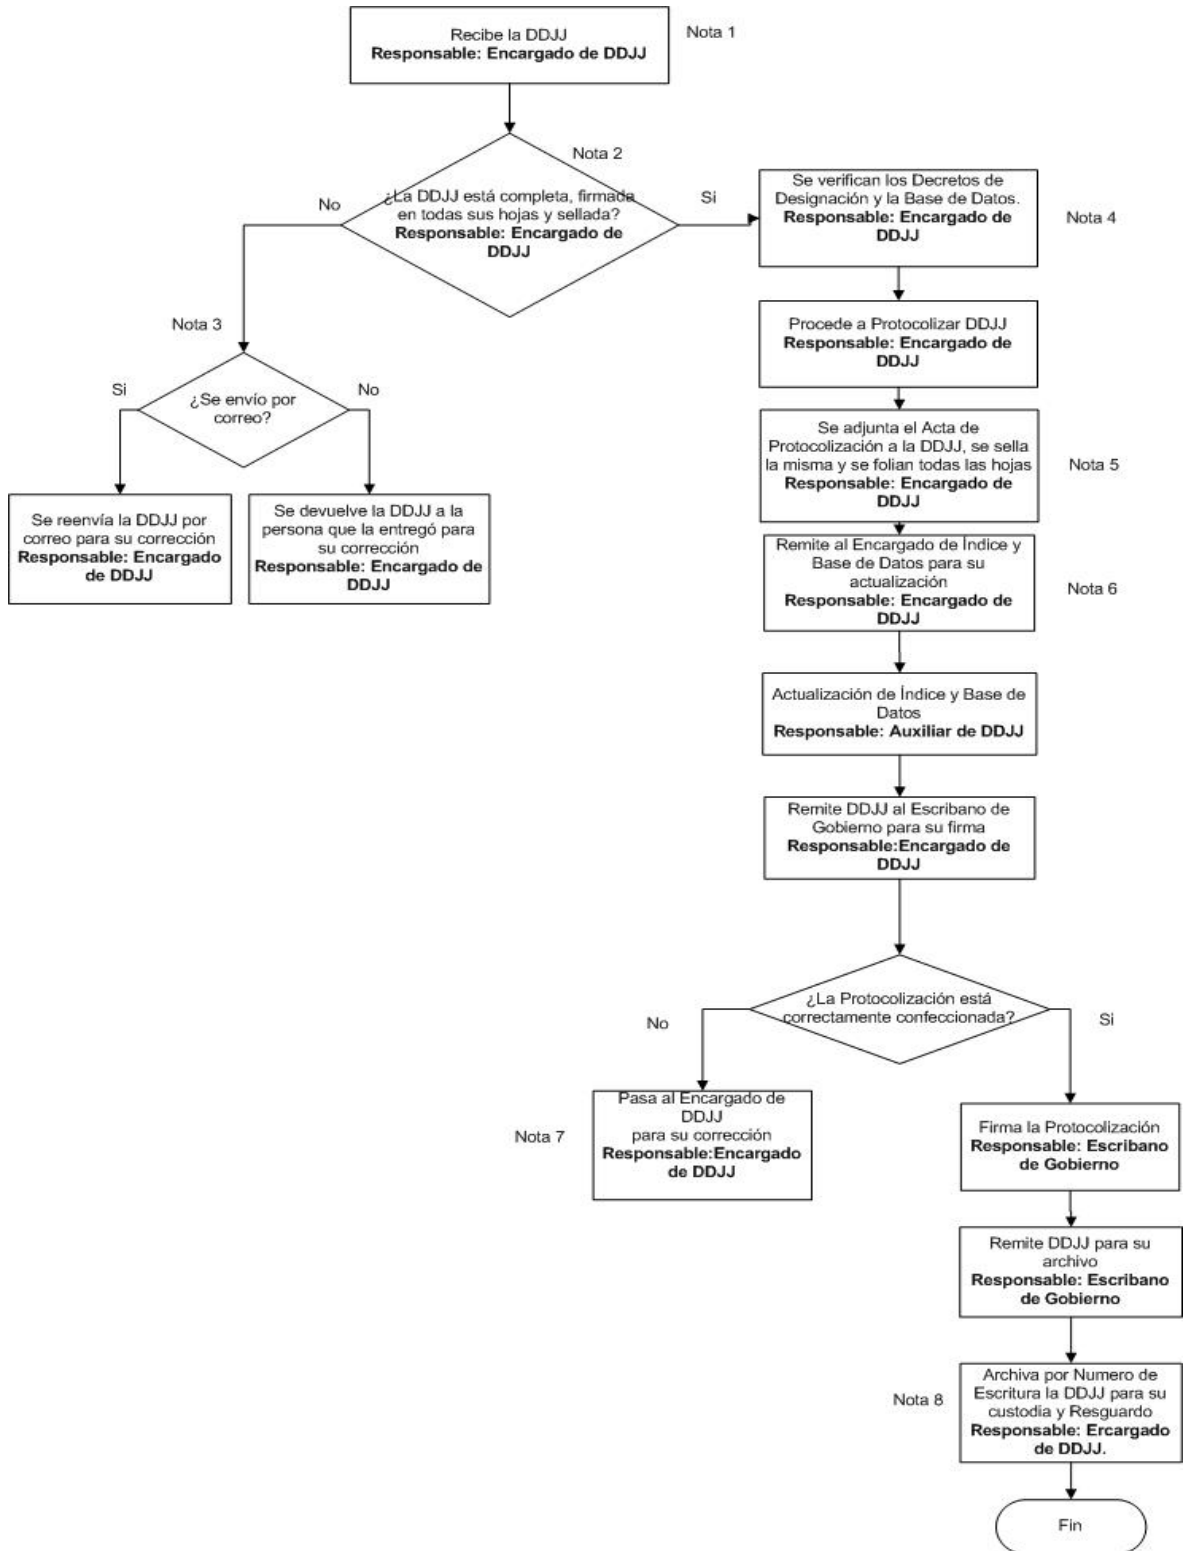 Recibe la DDJJ
Responsable: Encargado de DDJJ
Nota 1
Nota 2
¿La DDJJ está completa, firmada
en todas sus hojas y sellada?
Responsable: Encargado de
DDJJ
No
Si
Se verifican los Decretos de
Designación y la Base de Datos.
Responsable: Encargado de
DDJJ
Nota 4
Nota 3
¿Se envío por
correo?
Si
No
Se reenvía la DDJJ por
correo para su corrección
Responsable: Encargado
de DDJJ
Se devuelve la DDJJ a la
persona que la entregó para
su corrección
Responsable: Encargado de
DDJJ
Procede a Protocolizar DDJJ
Responsable: Encargado de
DDJJ
Se adjunta el Acta de
Protocolización a la DDJJ, se sella
la misma y se folian todas las hojas
Responsable: Encargado de
DDJJ
Nota 5
Remite al Encargado de Índice y
Base de Datos para su
actualización
Responsable: Encargado de
DDJJ
Nota 6
Actualización de Índice y Base de
Datos
Responsable: Auxiliar de DDJJ
Remite DDJJ al Escribano de
Gobierno para su firma
Responsable:Encargado de
DDJJ
¿La Protocolización está
correctamente confeccionada?
No
Si
Pasa al Encargado de
DDJJ
para su corrección
Responsable:Encargado
de DDJJ
Nota 7
Firma la Protocolización
Responsable: Escribano
de Gobierno
Remite DDJJ para su
archivo
Responsable: Escribano
de Gobierno
Nota 8
Archiva por Numero de
Escritura la DDJJ para su
custodia y Resguardo
Responsable: Ercargado
de DDJJ.
Fin